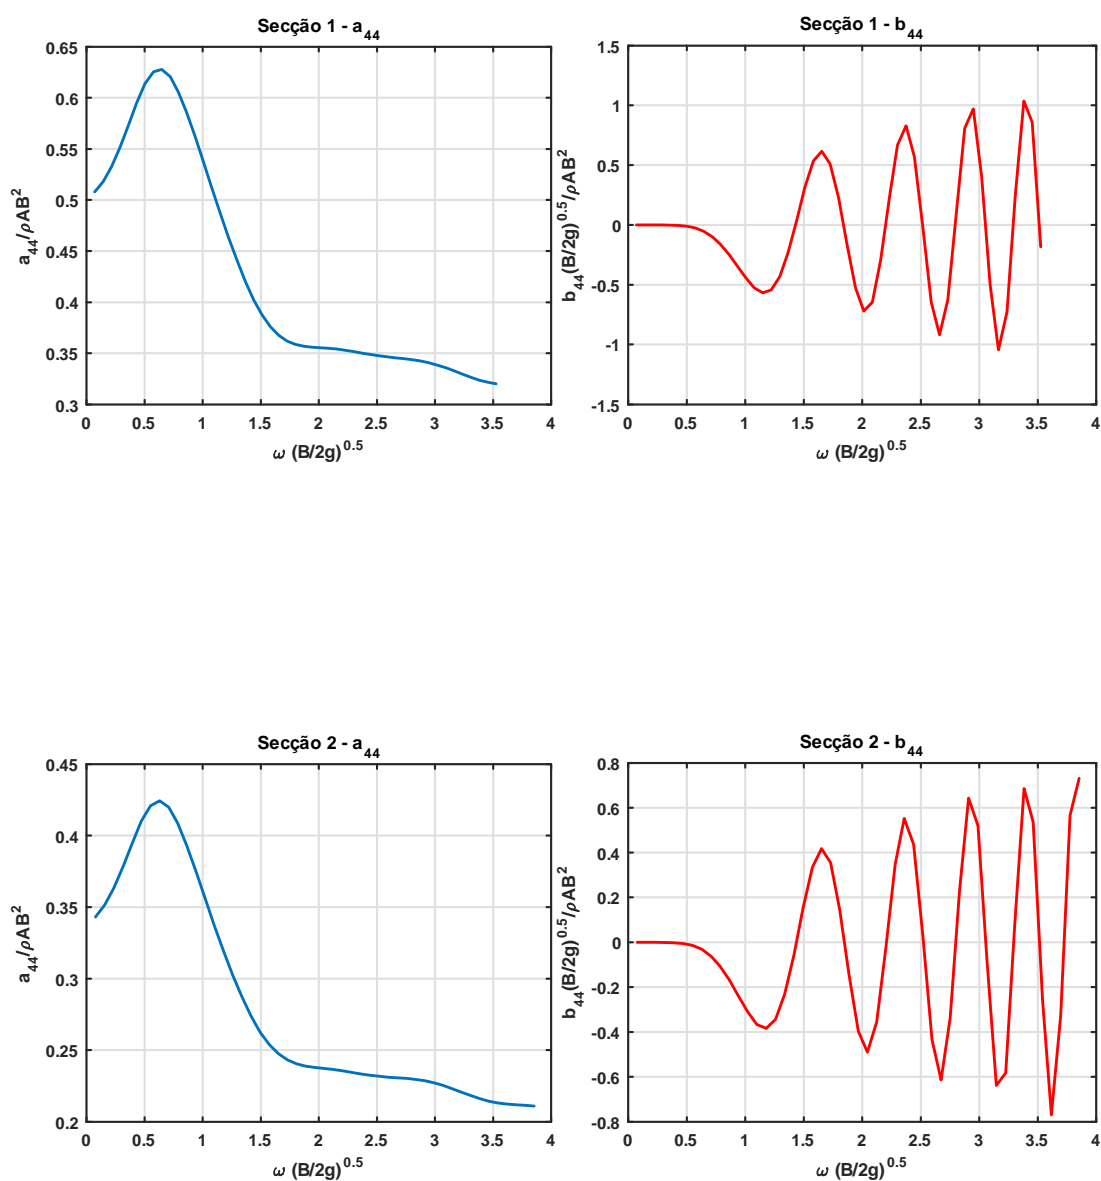 Secção 1 - a44
0.65
0.6
0.55
0.5
0.45
0.4
0.35
0.3
a44/ρAB2
0 0.5 1 1.5 2 2.5 3 3.5 4
ω (B/2g)0.5
Secção 1 - b44
1.5
1
0.5
0
-0.5
-1
-1.5
b44(B/2g)0.5/ρAB2
0 0.5 1 1.5 2 2.5 3 3.5 4
ω (B/2g)0.5
Secção 2 - a44
0.45
0.4
0.35
0.3
0.25
0.2
a44/ρAB2
0 0.5 1 1.5 2 2.5 3 3.5 4
ω (B/2g)0.5
Secção 2 - b44
0.8
0.6
0.4
0.2
0
-0.2
-0.4
-0.6
-0.8
b44(B/2g)0.5/ρAB2
0 0.5 1 1.5 2 2.5 3 3.5 4
ω (B/2g)0.5